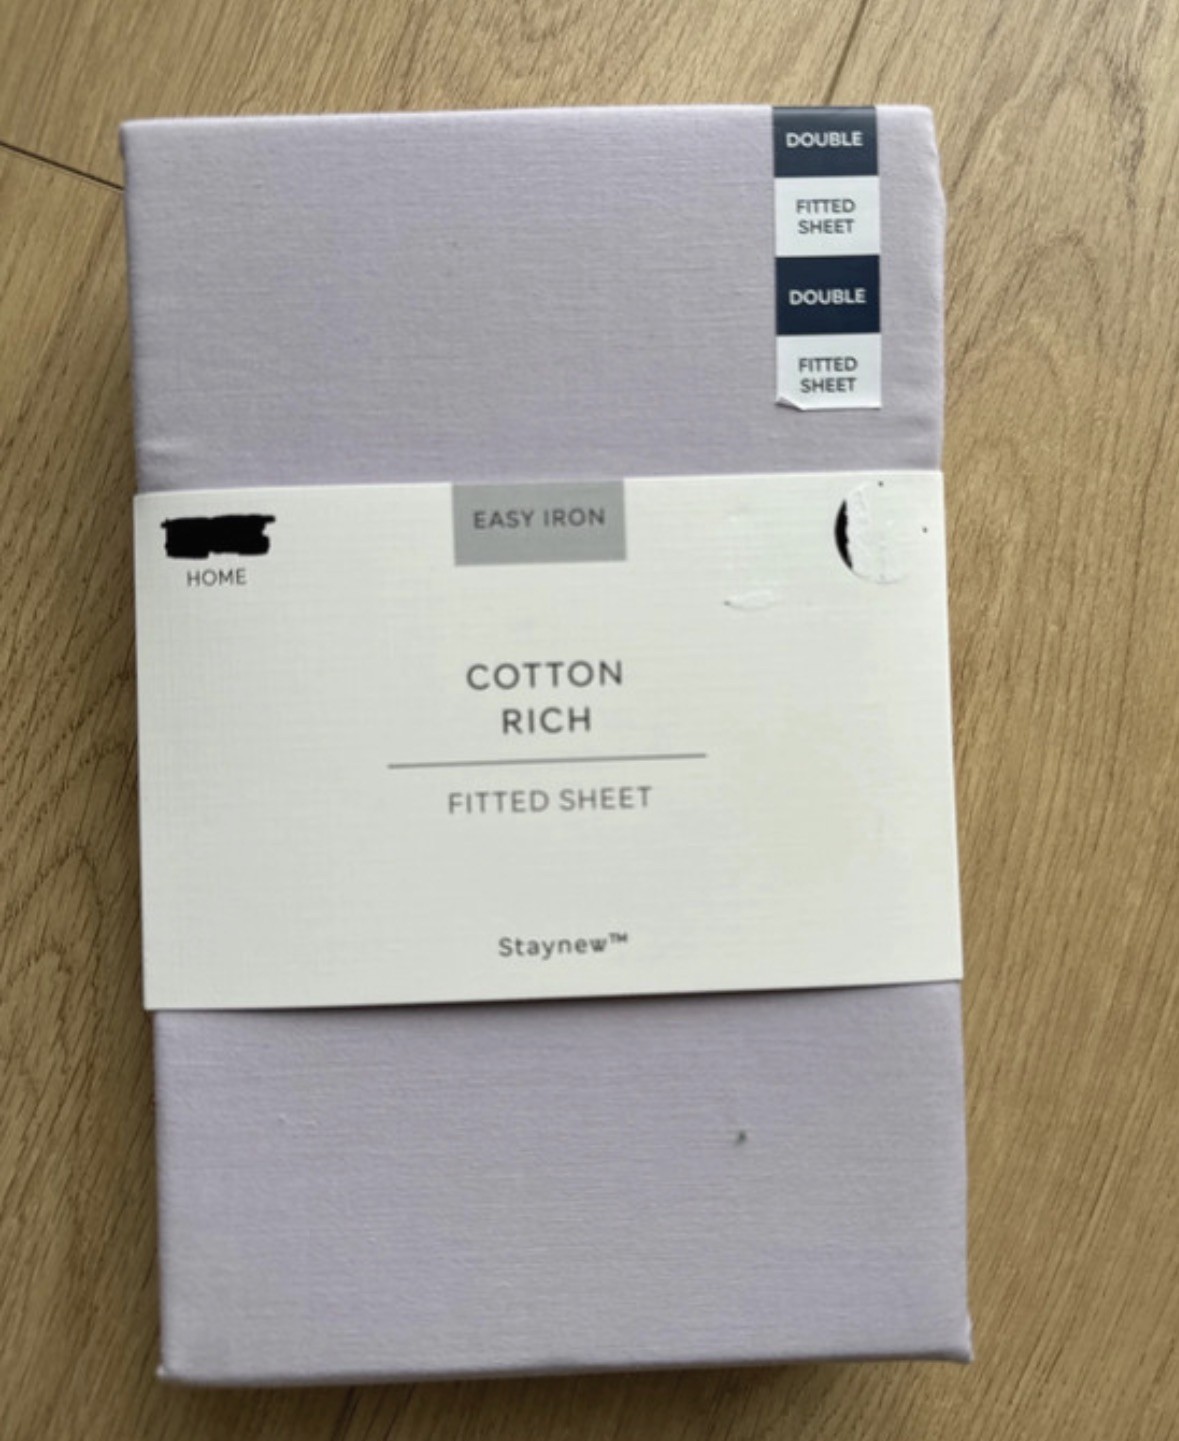 DOUBLE
FITTED
SHEET
DOUBLE
FITTED
SHEET
EASY IRON
HOME
COTTON
RICH
FITTED SHEET
Staynew™